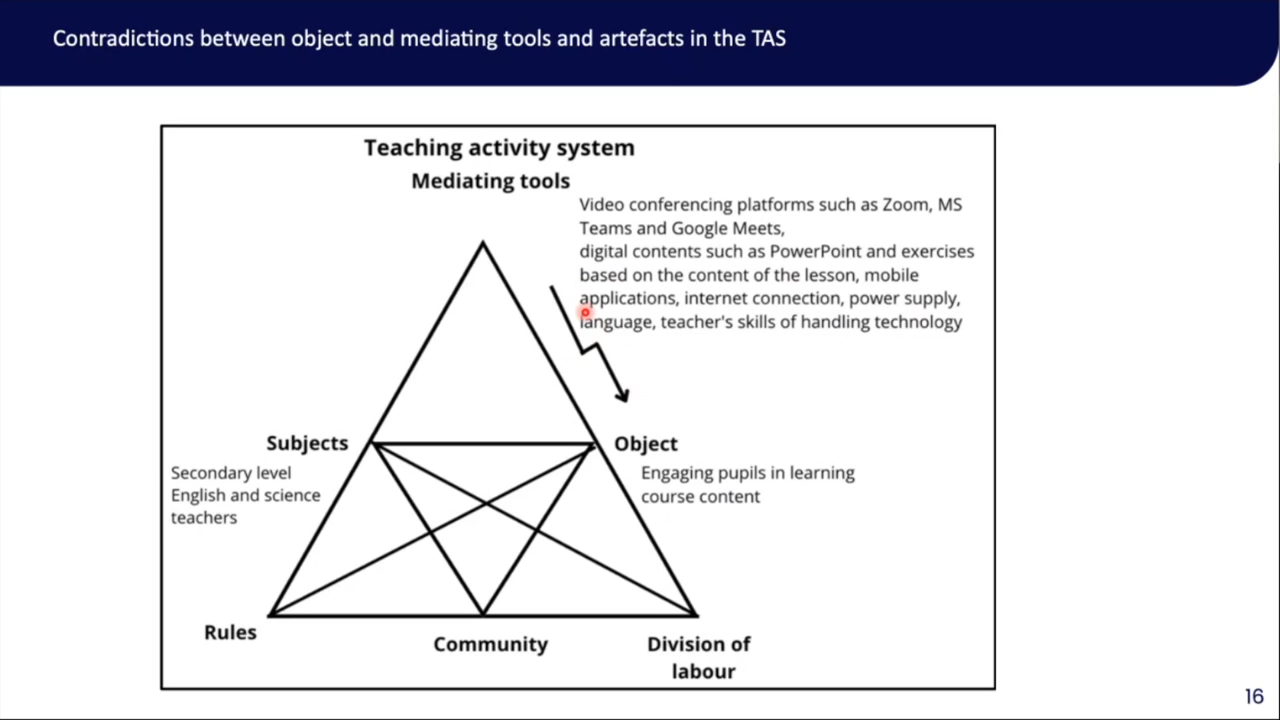 Contradictions between object and mediating tools and artefacts in the TAS
Teaching activity system
Mediating tools
Video conferencing platforms such as Zoom, MS
Teams and Google Meets,
digital contents such as PowerPoint and exercises
based on the content of the lesson, mobile
applications, internet connection, power supply,
language, teacher's skills of handling technology
Subjects
Secondary level
English and science
teachers
Object
Engaging pupils in learning
course content
Rules
Community
Division of
labour
16